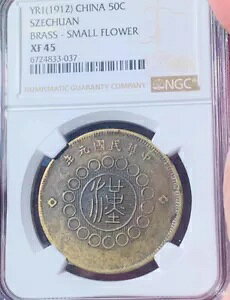 YR1(1912) CHINA 50C
SZECHUAN
BRASS - SMALL FLOWER
XF 45
6724833-037
NGC
NUMISMATIC GUARANTY COMPANY
年元國民華中
漢